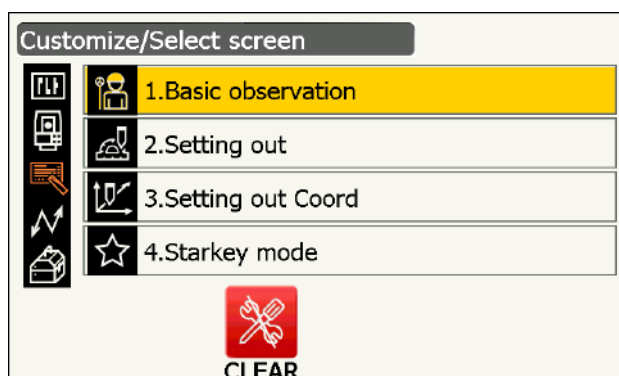 Customize/Select screen
1.Basic observation
2.Setting out
3.Setting out Coord
4.Starkey mode
CLEAR